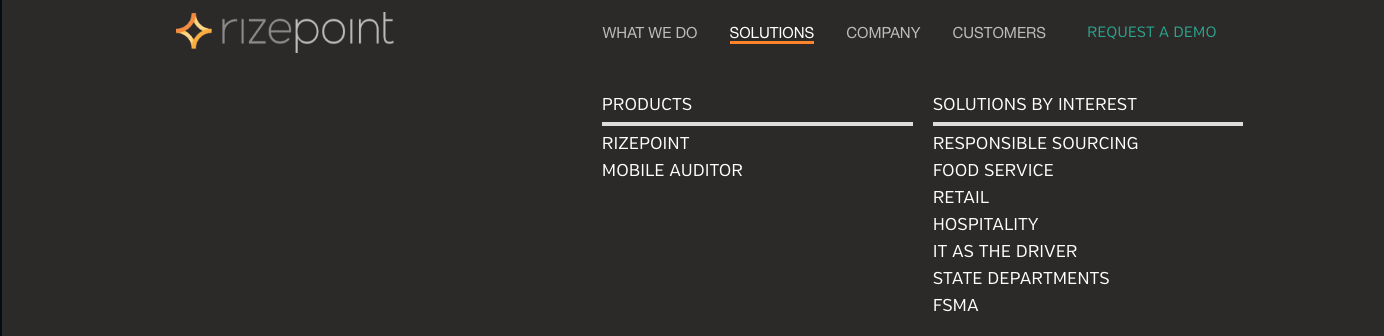 rizepoint
WHAT WE DO SOLUTIONS COMPANY CUSTOMERS REQUEST A DEMO
PRODUCTS
RIZEPOINT
MOBILE AUDITOR
SOLUTIONS BY INTEREST
RESPONSIBLE SOURCING
FOOD SERVICE
RETAIL
HOSPITALITY
IT AS THE DRIVER
STATE DEPARTMENTS
FSMA